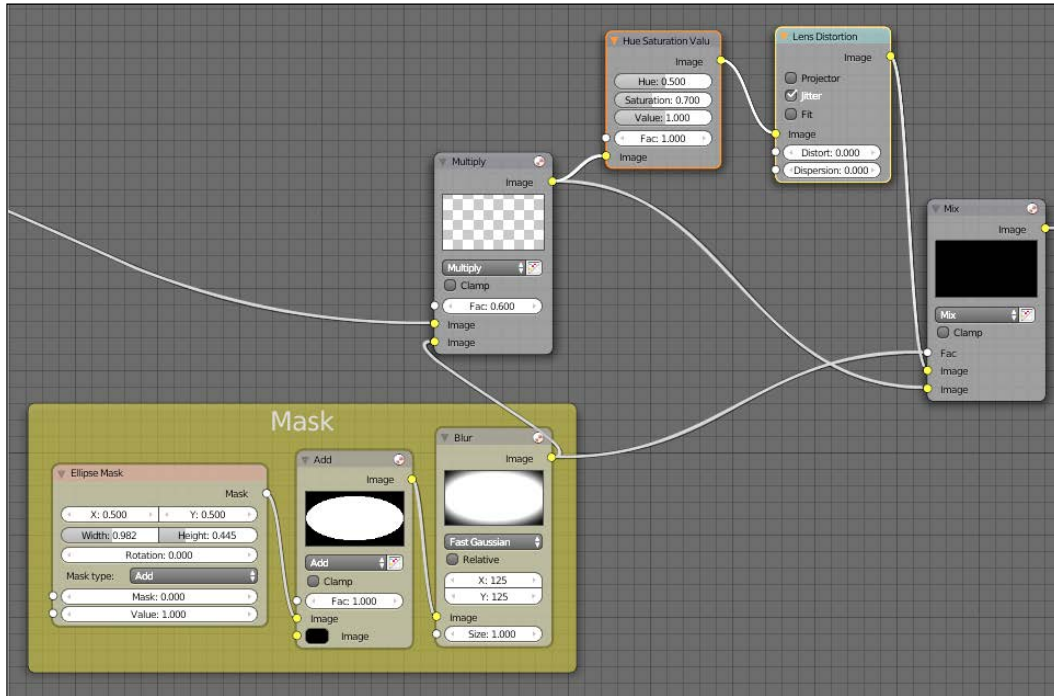 Hue Saturation Valu
Image
Hue: 0.500
Saturation: 0.700
Value: 1.000
Fac: 1.000
Image
Lens Distortion
Image
Projector
Jitter
Fit
Image
Distort: 0.000
Dispersion: 0.000
Multiply
Image
Multiply
Clamp
Fac: 0.600
Image
Image
Mix
Image
Mix
Clamp
Fac
Image
Image
Mask
Ellipse Mask
Mask
X: 0.500 Y: 0.500
Width: 0.982 Height: 0.445
Rotation: 0.000
Mask type: Add
Mask: 0.000
Value: 1.000
Add
Image
Add
Clamp
Fac: 1.000
Image
Image
Blur
Image
Fast Gaussian
Relative
X: 125
Y: 125
Image
Size: 1.000